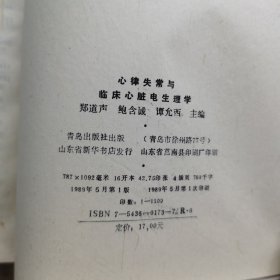 心律失常与
临床心脏电生理学
郑道声 鲍含诚 谭允西 主编
青岛出版社出版 (青岛市徐州路77号)
山东省新华书店发行 山东省莒南县印刷厂印刷
787×1092毫米 16开本 42.75印张 4插页 700千字
1989年5月第1版 1989年5月第1次印刷
印数:1—1500
ISBN 7—5436—0173—7/R·6
定价:17.00元